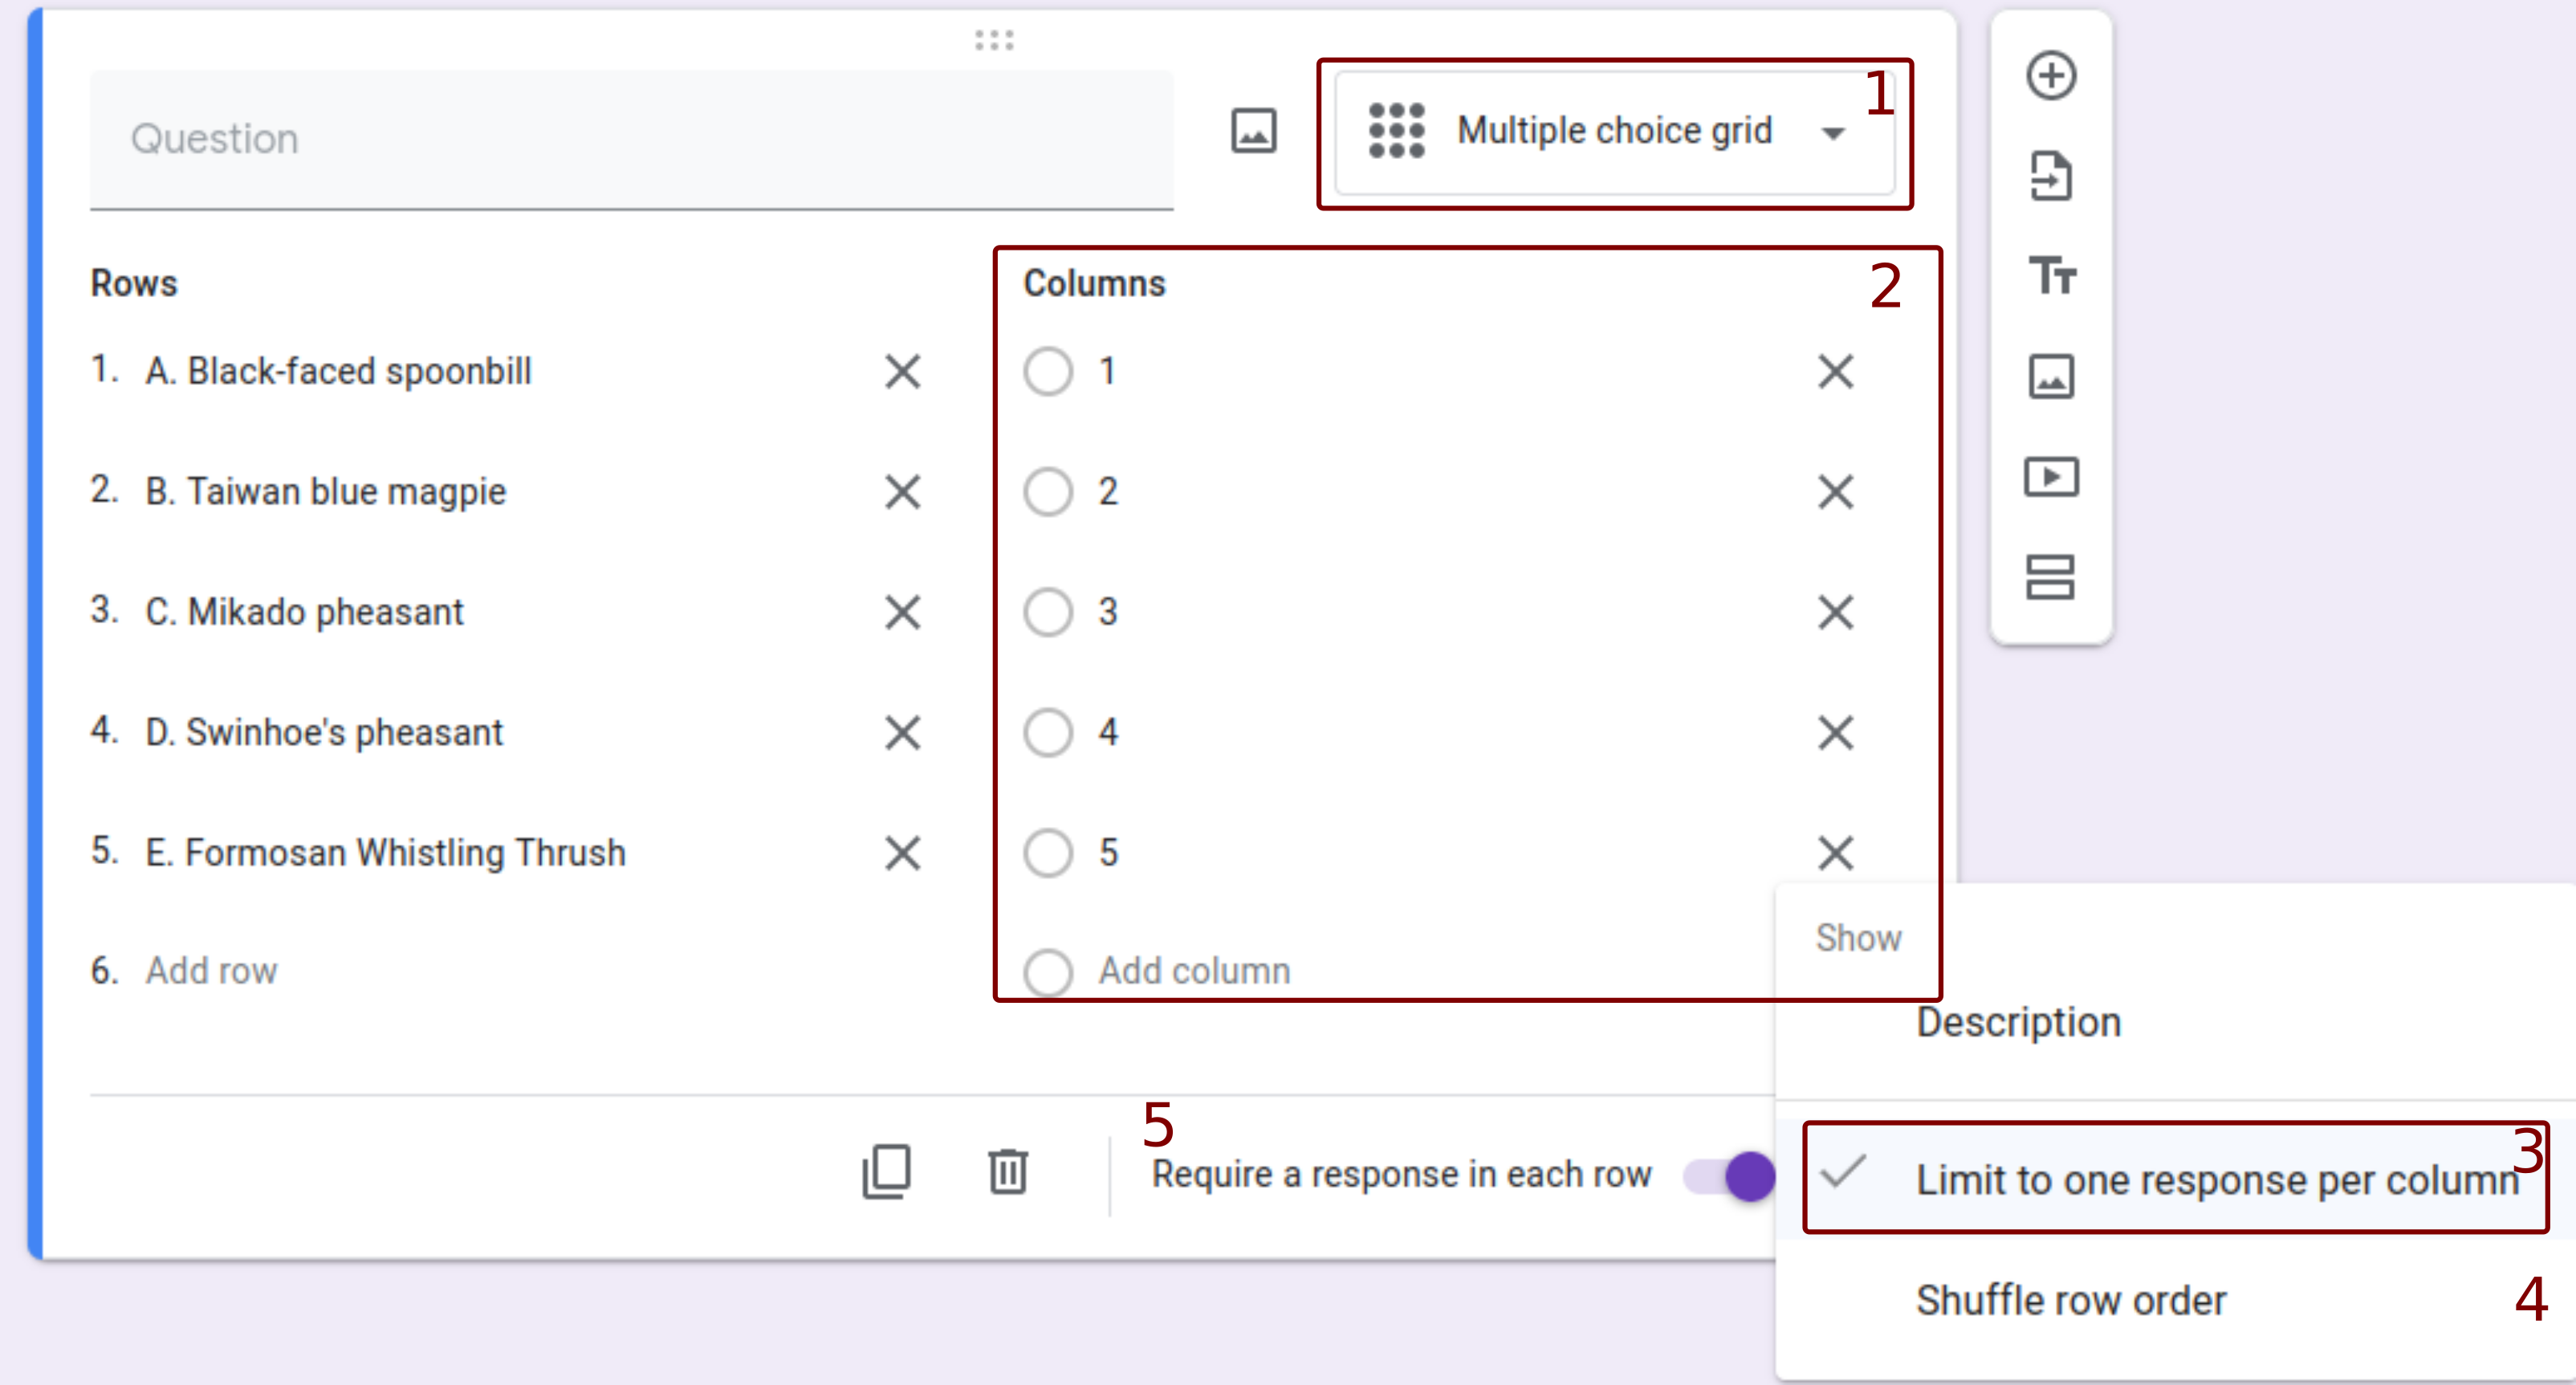 1
Question
Multiple choice grid
Rows
Columns
2
1. A. Black-faced spoonbill
1
2. B. Taiwan blue magpie
2
3. C. Mikado pheasant
3
4. D. Swinhoe's pheasant
4
5. E. Formosan Whistling Thrush
5
Show
6. Add row
Add column
Description
5
Require a response in each row
3
Limit to one response per column
Shuffle row order
4